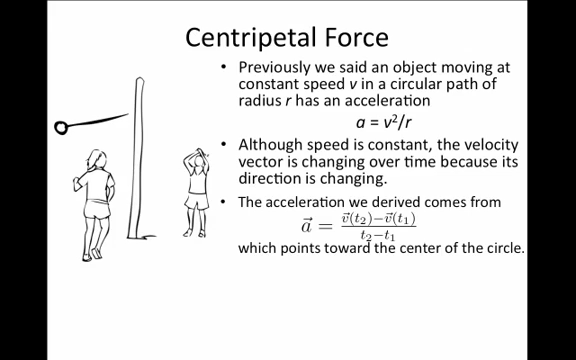 Centripetal Force
• Previously we said an object moving at
constant speed v in a circular path of
radius r has an acceleration
a = v²/r
• Although speed is constant, the velocity
vector is changing over time because its
direction is changing.
• The acceleration we derived comes from
a⃗ = (v⃗(t₂)−v⃗(t₁))/(t₂−t₁)
which points toward the center of the circle.